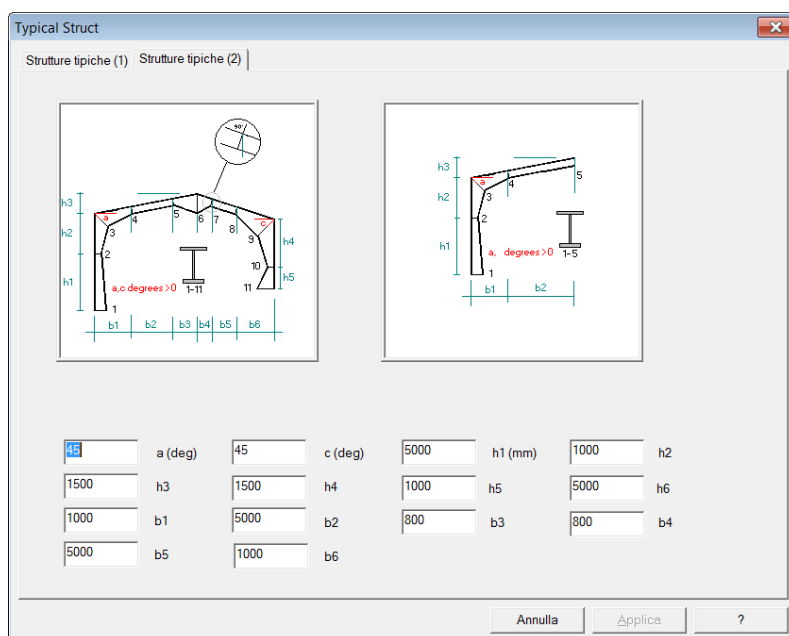 Typical Struct
Strutture tipiche (1) Strutture tipiche (2)
90°
h3 a 4 5 6 7 8 c
h2 3 9 h4
2 10
h1 a,c degrees>0 1-11 11 h5
1
b1 b2 b3 b4 b5 b6
h3 a 4 5
h2 3
2
h1 a, degrees>0 1-5
1
b1 b2
45 a (deg) 45 c (deg) 5000 h1 (mm) 1000 h2
1500 h3 1500 h4 1000 h5 5000 h6
1000 b1 5000 b2 800 b3 800 b4
5000 b5 1000 b6
Annulla Applica ?